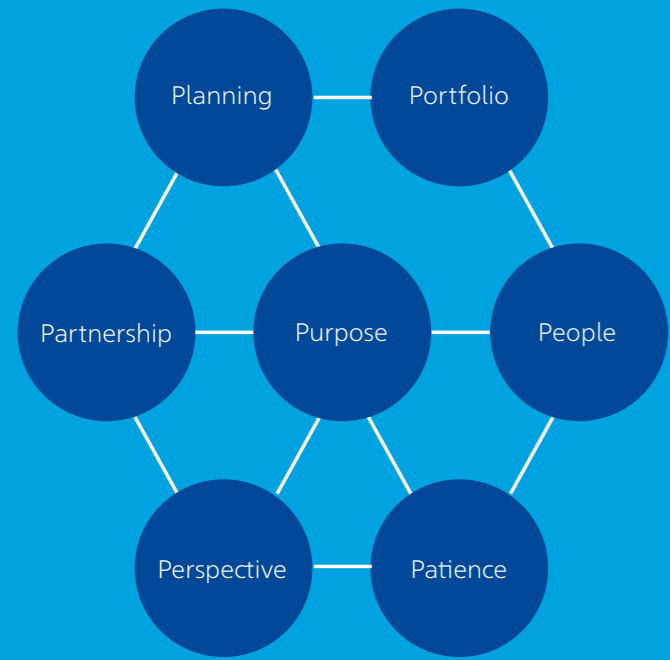 Planning
Portfolio
Partnership
Purpose
People
Perspective
Patience